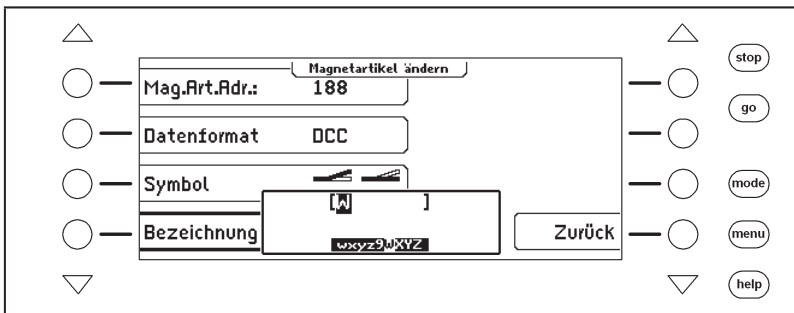 Magnetartikel ändern
Mag.Art.Adr.: 188
Datenformat DCC
Symbol
[W ]
Bezeichnung
wxyz9WXYZ
Zurück
stop
go
mode
menu
help